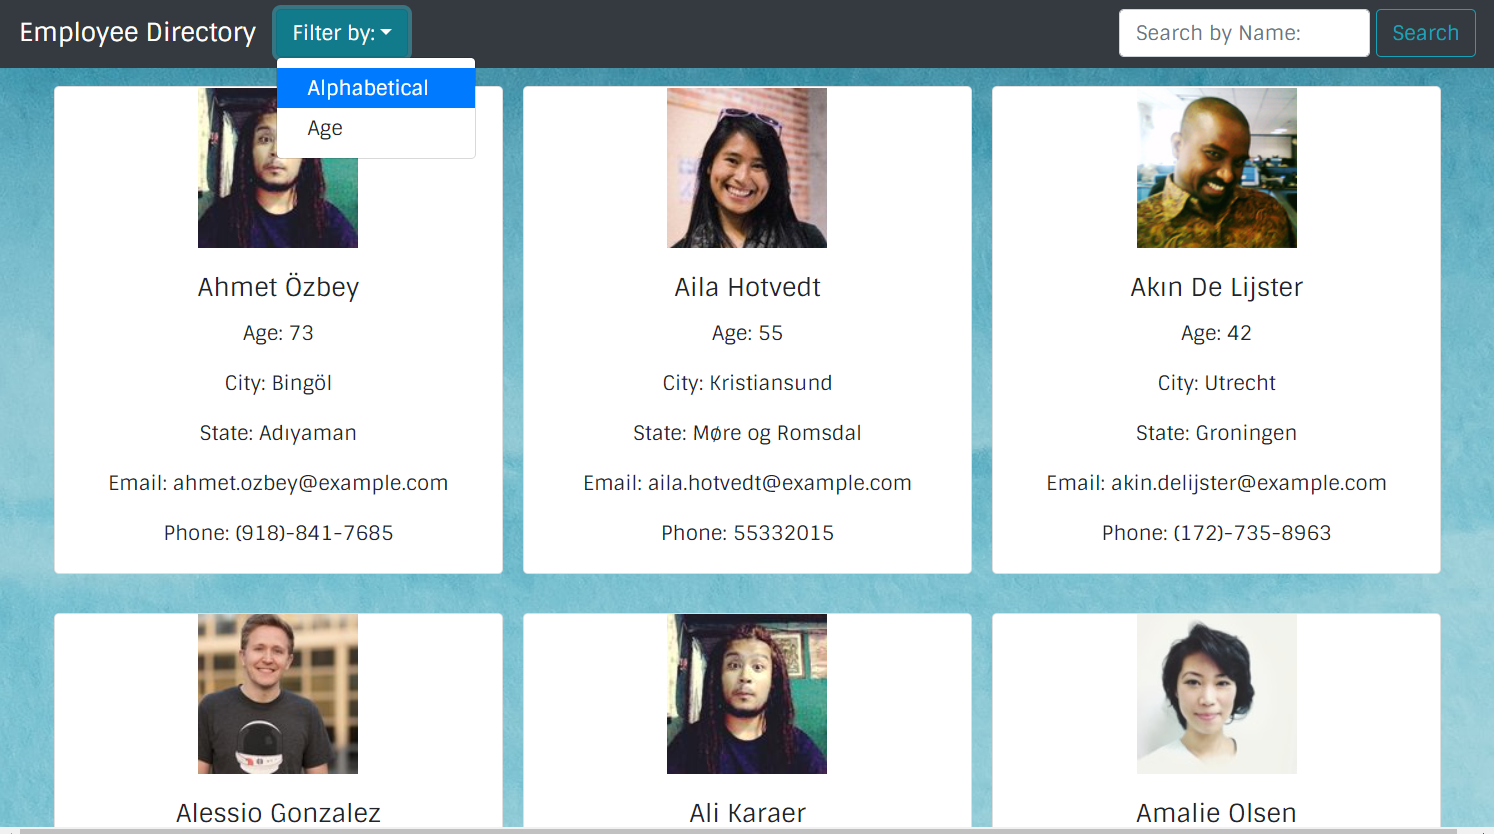 Employee Directory
Filter by:
Search by Name:
Search
Alphabetical
Age
Ahmet Özbey
Age: 73
City: Bingöl
State: Adıyaman
Email: ahmet.ozbey@example.com
Phone: (918)-841-7685
Aila Hotvedt
Age: 55
City: Kristiansund
State: Møre og Romsdal
Email: aila.hotvedt@example.com
Phone: 55332015
Akın De Lijster
Age: 42
City: Utrecht
State: Groningen
Email: akin.delijster@example.com
Phone: (172)-735-8963
Alessio Gonzalez
Ali Karaer
Amalie Olsen